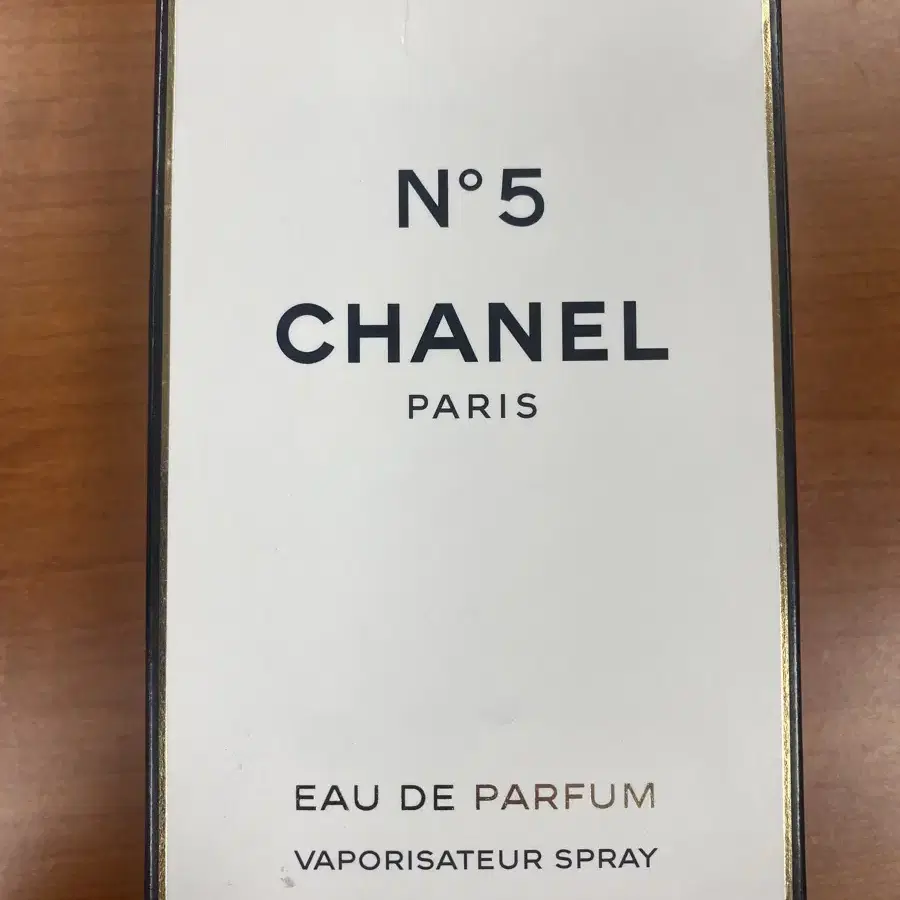 N° 5
CHANEL
PARIS
EAU DE PARFUM
VAPORISATEUR SPRAY